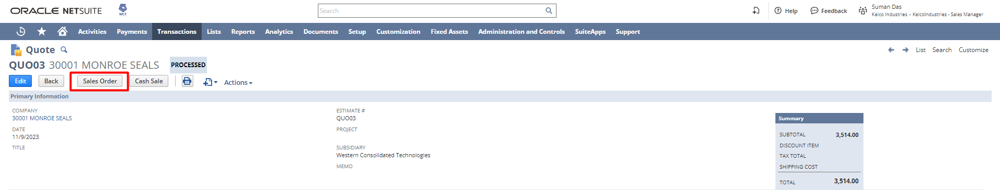 ORACLE NETSUITE
WCT
Search
Help
Feedback
Suman Das
Kelco Industries - KelcoIndustries - Sales Manager
Activities Payments Transactions Lists Reports Analytics Documents Setup Customization Fixed Assets Administration and Controls SuiteApps Support
Quote
List Search Customize
QUO03 30001 MONROE SEALS PROCESSED
Edit Back Sales Order Cash Sale Actions
Primary Information
COMPANY
30001 MONROE SEALS
DATE
11/9/2023
TITLE
ESTIMATE #
QUO03
PROJECT
SUBSIDIARY
Western Consolidated Technologies
MEMO
Summary
SUBTOTAL 3,514.00
DISCOUNT ITEM
TAX TOTAL
SHIPPING COST
TOTAL 3,514.00